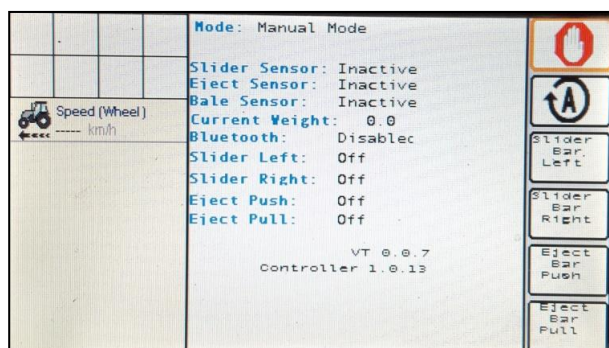 Mode: Manual Mode
Slider Sensor: Inactive
Eject Sensor: Inactive
Bale Sensor: Inactive
Current Weight: 0.0
Bluetooth: Disablec
Slider Left: Off
Slider Right: Off
Eject Push: Off
Eject Pull: Off
VT 0.0.7
Controller 1.0.13
Speed (Wheel)
----- km/h
A
Slider
Bar
Left
Slider
Bar
Right
Eject
Bar
Push
Eject
Bar
Pull